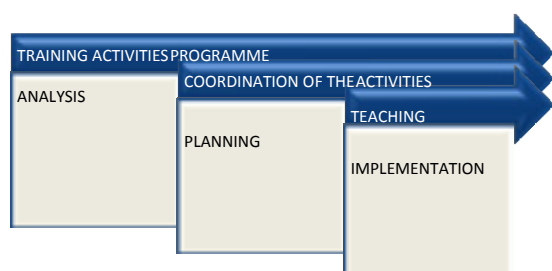 TRAINING ACTIVITIES PROGRAMME
COORDINATION OF THE ACTIVITIES
ANALYSIS
TEACHING
PLANNING
IMPLEMENTATION